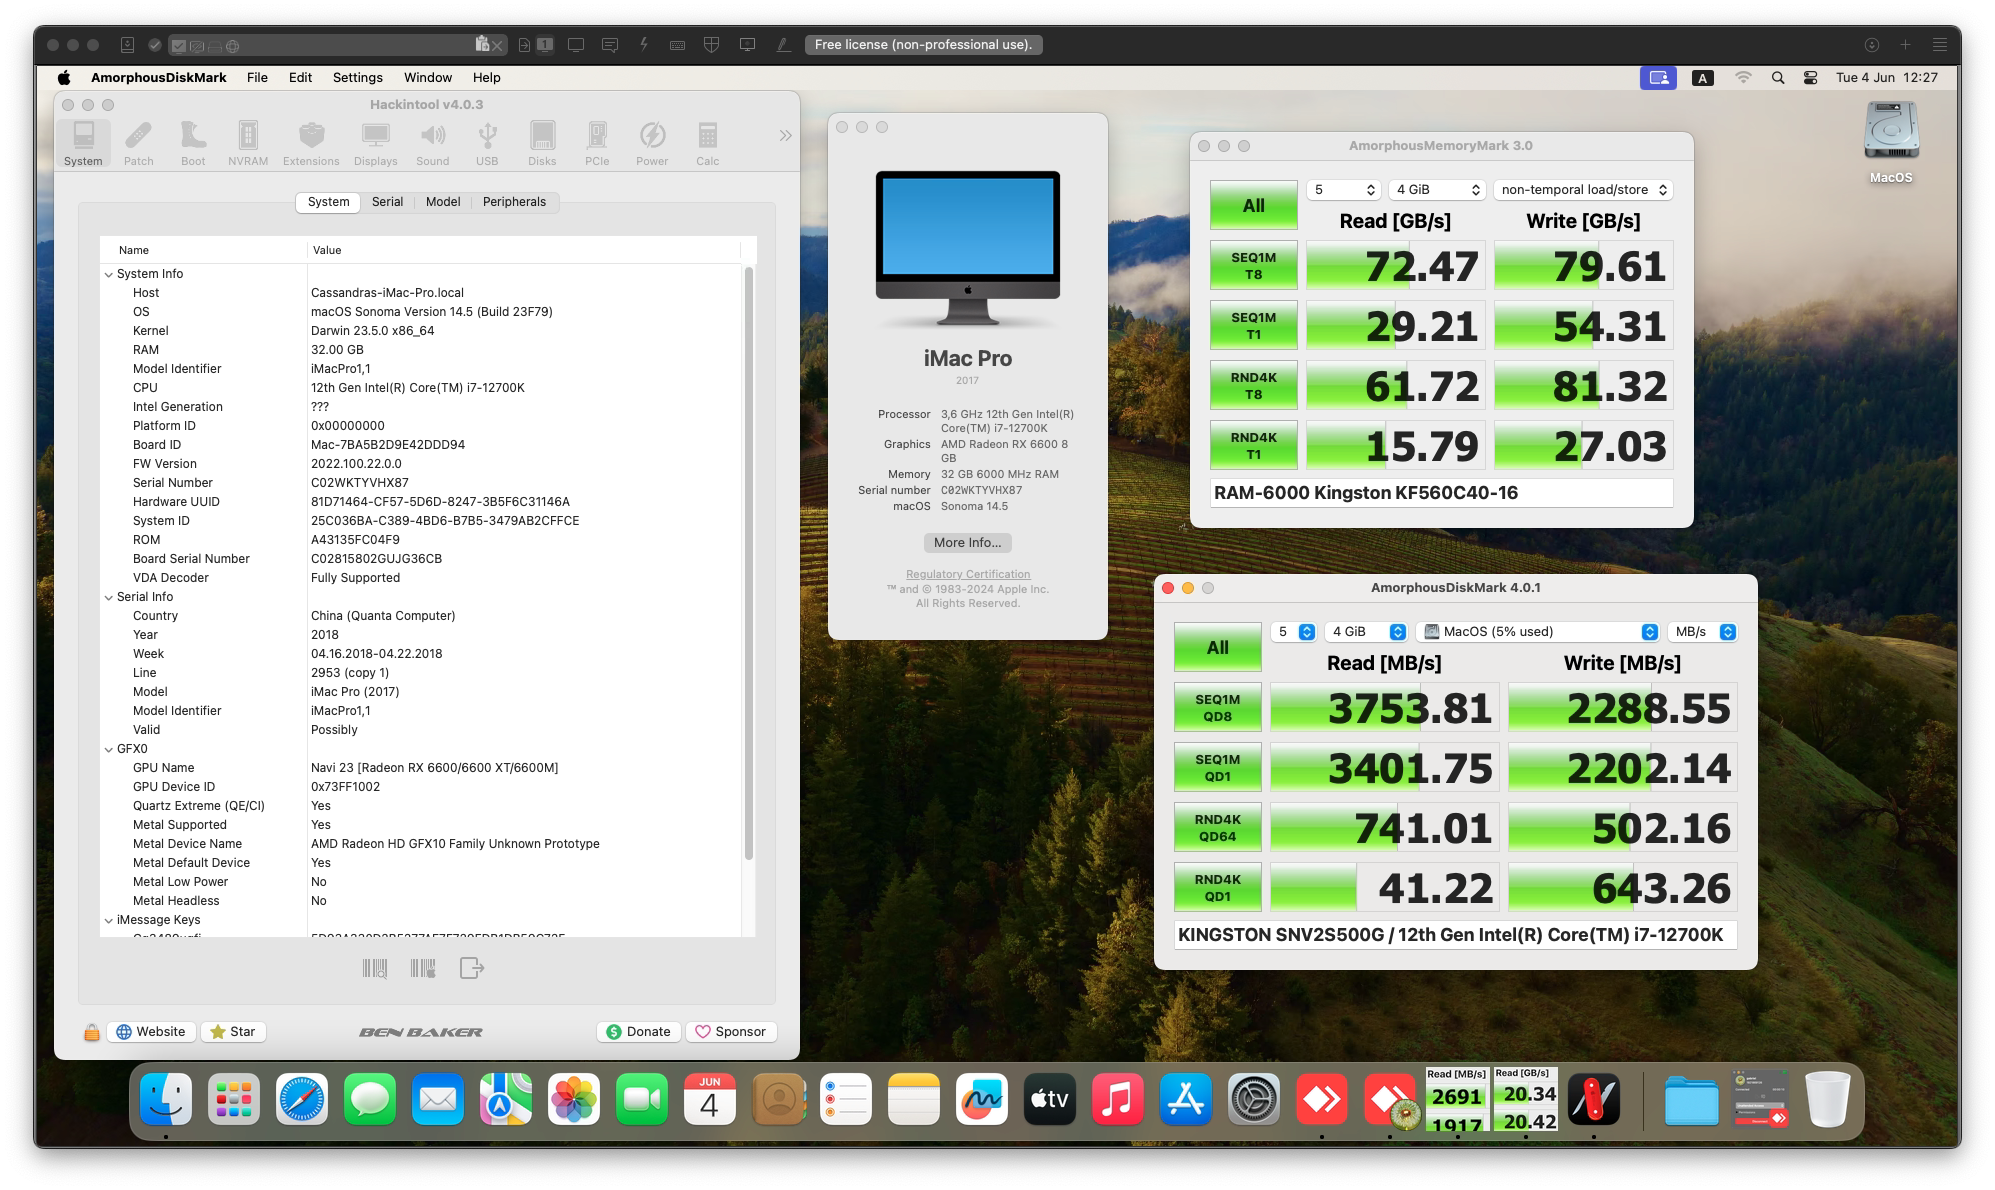 1
Free license (non-professional use).
AmorphousDiskMark File Edit Settings Window Help
A
Tue 4 Jun 12:27
MacOS
Hackintool v4.0.3
System Patch Boot NVRAM Extensions Displays Sound USB Disks PCIe Power Calc
System Serial Model Peripherals
Name Value
System Info
Host Cassandras-iMac-Pro.local
OS macOS Sonoma Version 14.5 (Build 23F79)
Kernel Darwin 23.5.0 x86_64
RAM 32.00 GB
Model Identifier iMacPro1,1
CPU 12th Gen Intel(R) Core(TM) i7-12700K
Intel Generation ???
Platform ID 0x00000000
Board ID Mac-7BA5B2D9E42DDD94
FW Version 2022.100.22.0.0
Serial Number C02WKTYVHX87
Hardware UUID 81D71464-CF57-5D6D-8247-3B5F6C31146A
System ID 25C036BA-C389-4BD6-B7B5-3479AB2CFFCE
ROM A43135FC04F9
Board Serial Number C02815802GUJG36CB
VDA Decoder Fully Supported
Serial Info
Country China (Quanta Computer)
Year 2018
Week 04.16.2018-04.22.2018
Line 2953 (copy 1)
Model iMac Pro (2017)
Model Identifier iMacPro1,1
Valid Possibly
GFX0
GPU Name Navi 23 [Radeon RX 6600/6600 XT/6600M]
GPU Device ID 0x73FF1002
Quartz Extreme (QE/CI) Yes
Metal Supported Yes
Metal Device Name AMD Radeon HD GFX10 Family Unknown Prototype
Metal Default Device Yes
Metal Low Power No
Metal Headless No
iMessage Keys
Website Star BEN BAKER Donate Sponsor
iMac Pro
2017
Processor 3,6 GHz 12th Gen Intel(R)
Core(TM) i7-12700K
Graphics AMD Radeon RX 6600 8
GB
Memory 32 GB 6000 MHz RAM
Serial number C02WKTYVHX87
macOS Sonoma 14.5
More Info...
Regulatory Certification
™ and © 1983-2024 Apple Inc.
All Rights Reserved.
AmorphousMemoryMark 3.0
All 5 4 GiB non-temporal load/store
Read [GB/s] Write [GB/s]
SEQ1M T8 72.47 79.61
SEQ1M T1 29.21 54.31
RND4K T8 61.72 81.32
RND4K T1 15.79 27.03
RAM-6000 Kingston KF560C40-16
AmorphousDiskMark 4.0.1
All 5 4 GiB MacOS (5% used) MB/s
Read [MB/s] Write [MB/s]
SEQ1M QD8 3753.81 2288.55
SEQ1M QD1 3401.75 2202.14
RND4K QD64 741.01 502.16
RND4K QD1 41.22 643.26
KINGSTON SNV2S500G / 12th Gen Intel(R) Core(TM) i7-12700K
JUN
4
tv
Read [MB/s]
2691
1917
Read [GB/s]
20.34
20.42